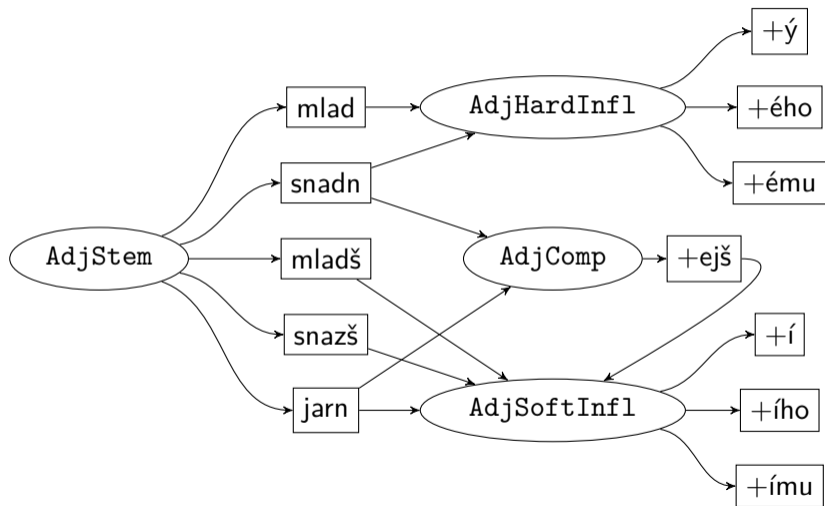 +ý
mlad
AdjHardInfl
+ého
snadn
+ému
AdjStem
mladš
AdjComp
+ejš
snazš
+í
jarn
AdjSoftInfl
+ího
+ímu